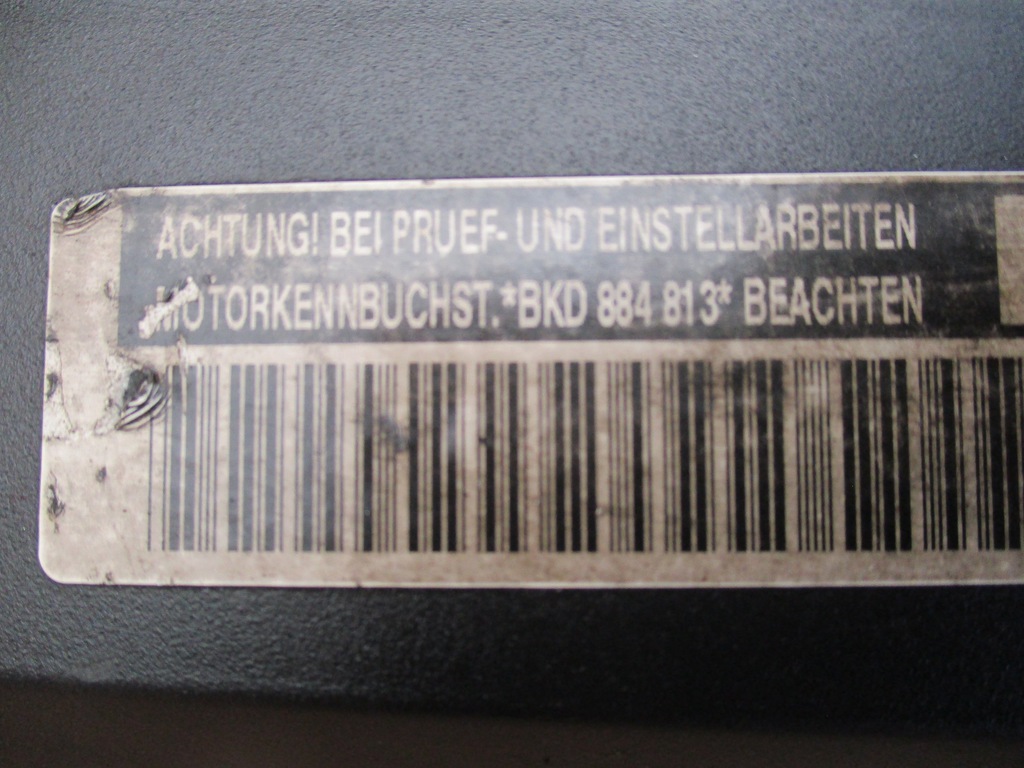 ACHTUNG! BEI PRUEF- UND EINSTELLARBEITEN
MOTORKENNBUCHST. *BKD 884 813* BEACHTEN